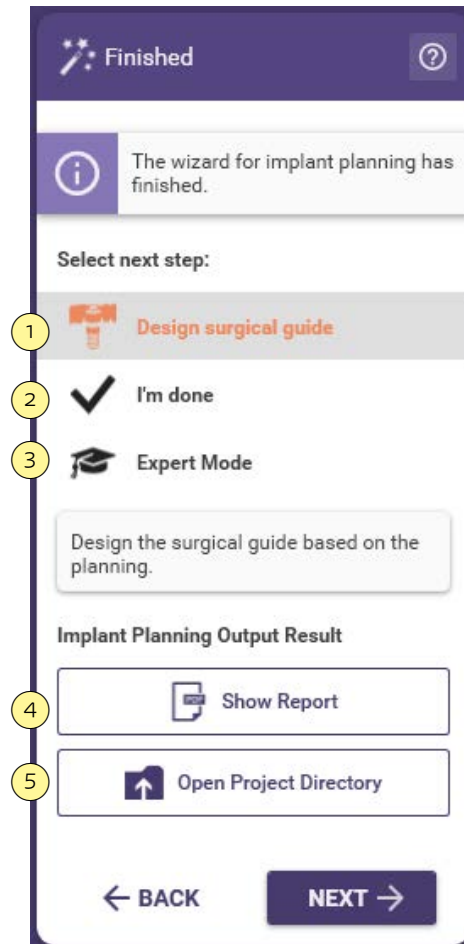 Finished
The wizard for implant planning has
finished.
Select next step:
1 Design surgical guide
2 I'm done
3 Expert Mode
Design the surgical guide based on the
planning.
Implant Planning Output Result
4 PDF Show Report
5 Open Project Directory
BACK NEXT